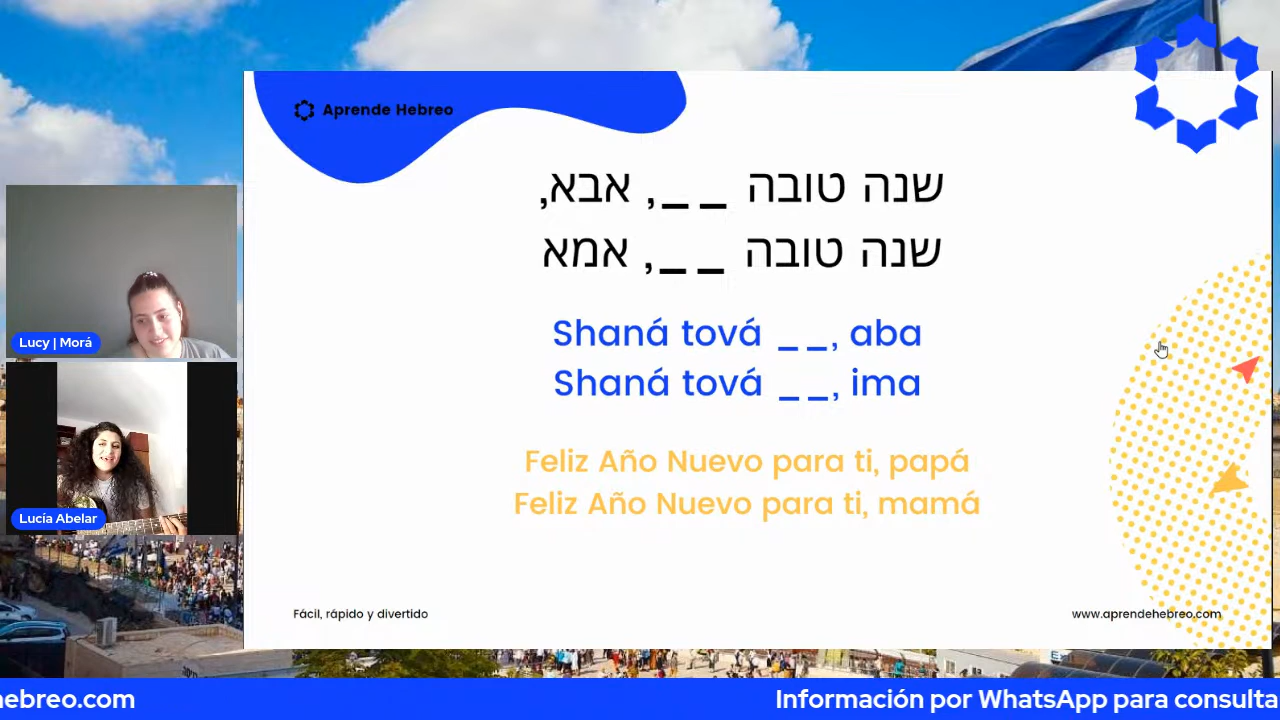 Aprende Hebreo
שנה טובה _ _, אבא,
שנה טובה _ _, אמא
Shaná tová _ _, aba
Shaná tová _ _, ima
Feliz Año Nuevo para ti, papá
Feliz Año Nuevo para ti, mamá
Lucy | Morá
Lucía Abelar
Fácil, rápido y divertido
www.aprendehebreo.com
hebreo.com
Información por WhatsApp para consulta